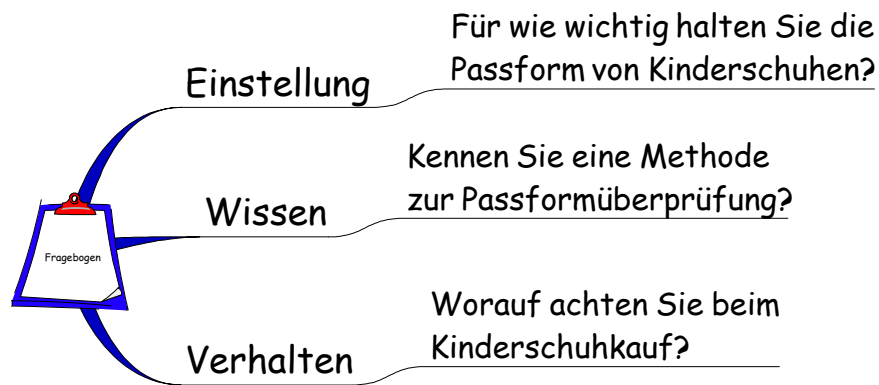 Fragebogen
Einstellung
Für wie wichtig halten Sie die
Passform von Kinderschuhen?
Wissen
Kennen Sie eine Methode
zur Passformüberprüfung?
Verhalten
Worauf achten Sie beim
Kinderschuhkauf?